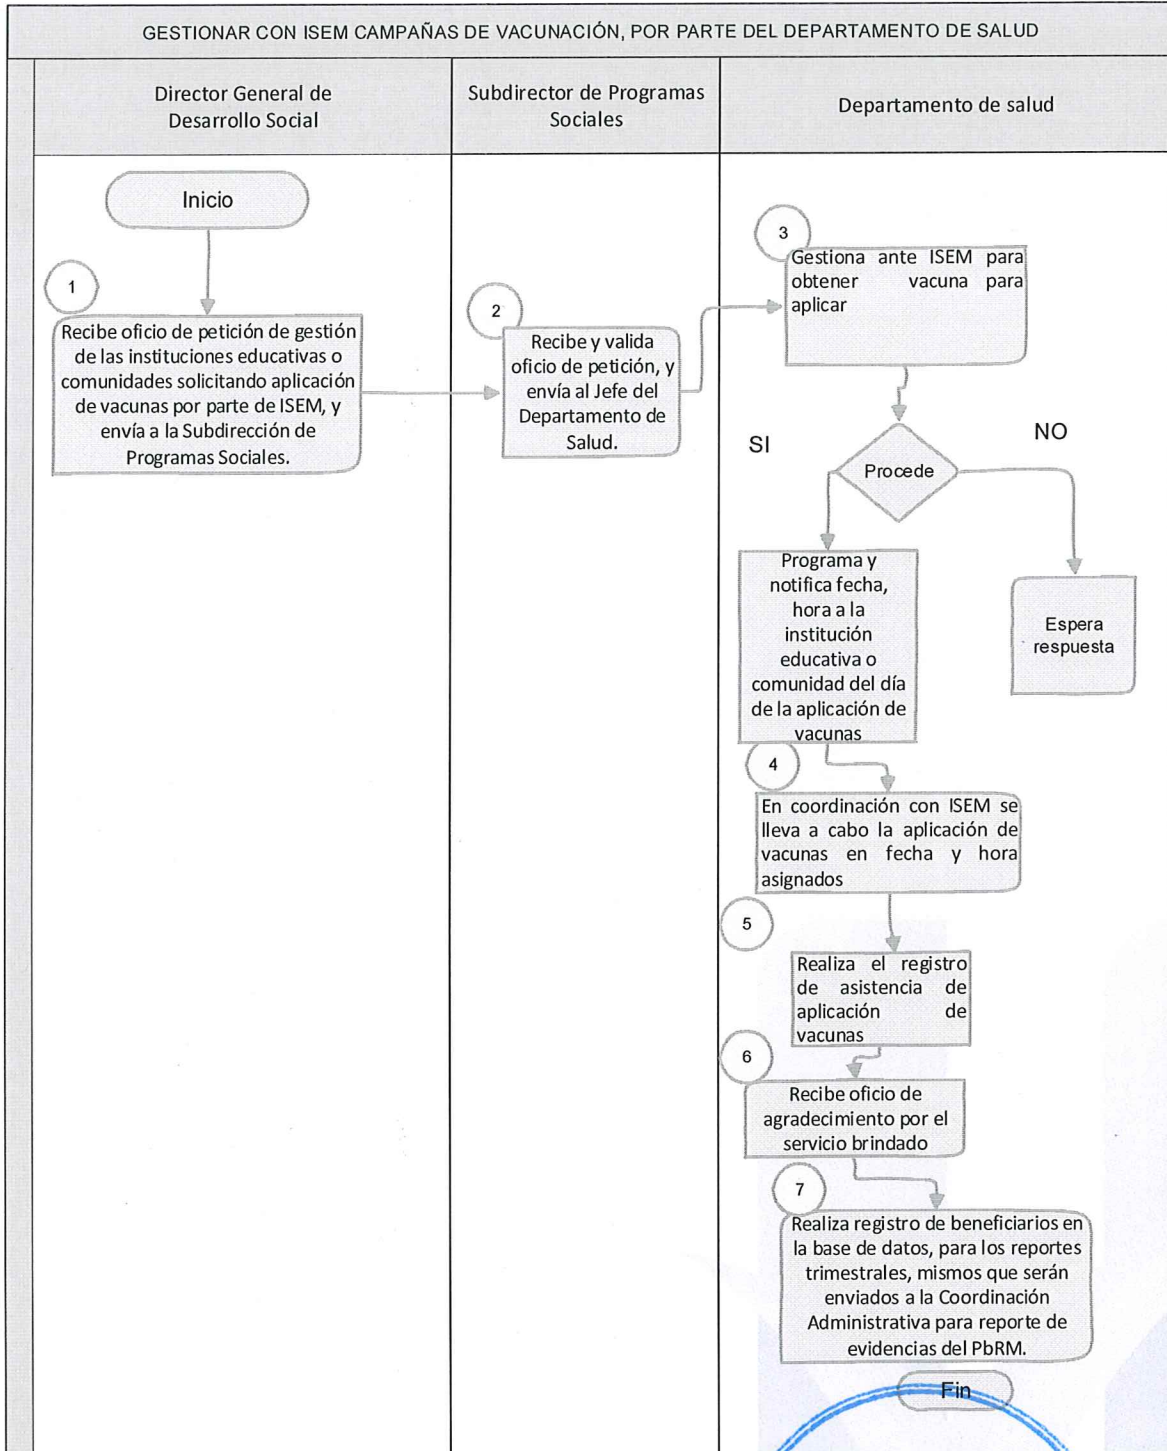 GESTIONAR CON ISEM CAMPAÑAS DE VACUNACIÓN, POR PARTE DEL DEPARTAMENTO DE SALUD
Director General de
Desarrollo Social
Subdirector de Programas
Sociales
Departamento de salud
Inicio
1
Recibe oficio de petición de gestión
de las instituciones educativas o
comunidades solicitando aplicación
de vacunas por parte de ISEM, y
envía a la Subdirección de
Programas Sociales.
2
Recibe y valida
oficio de petición, y
envía al Jefe del
Departamento de
Salud.
3
Gestiona ante ISEM para
obtener vacuna para
aplicar
SI
NO
Procede
Programa y
notifica fecha,
hora a la
institución
educativa o
comunidad del día
de la aplicación de
vacunas
Espera
respuesta
4
En coordinación con ISEM se
lleva a cabo la aplicación de
vacunas en fecha y hora
asignados
5
Realiza el registro
de asistencia de
aplicación de
vacunas
6
Recibe oficio de
agradecimiento por el
servicio brindado
7
Realiza registro de beneficiarios en
la base de datos, para los reportes
trimestrales, mismos que serán
enviados a la Coordinación
Administrativa para reporte de
evidencias del PbRM.
Fin